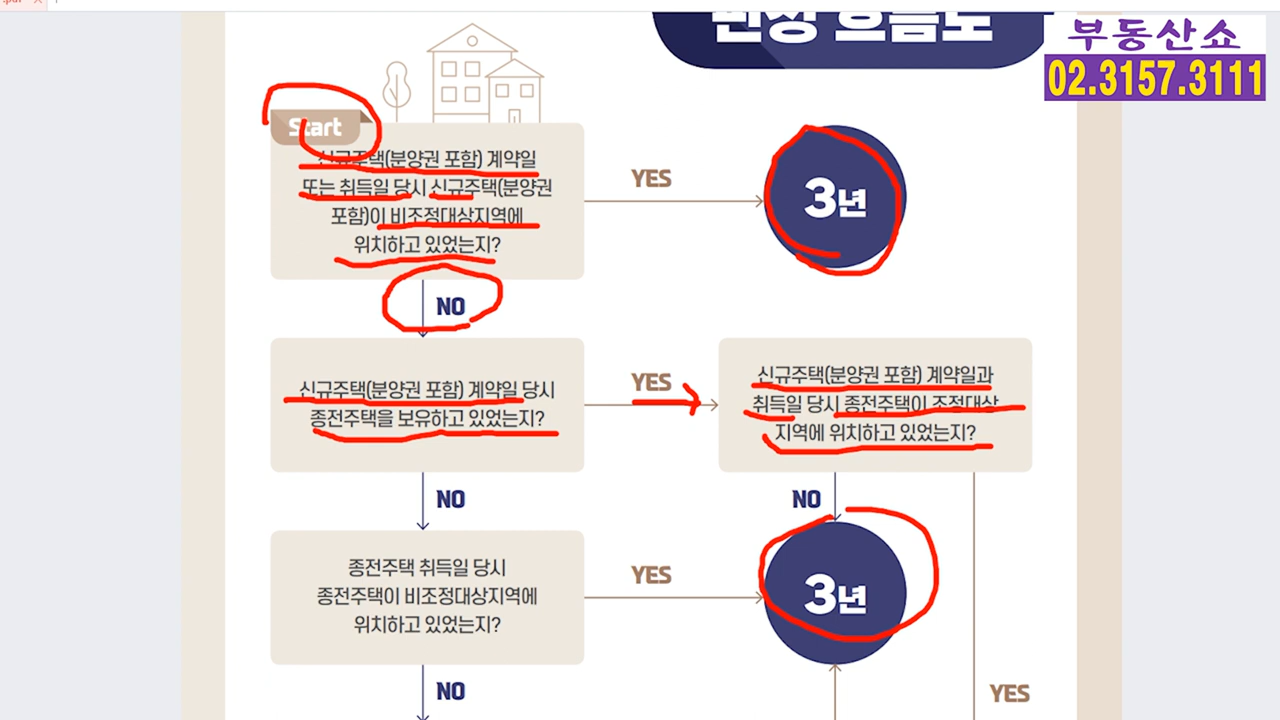 .pdf
판정 흐름도
부동산쇼
02.3157.3111
Start
신규주택(분양권 포함) 계약일
또는 취득일 당시 신규주택(분양권
포함)이 비조정대상지역에
위치하고 있었는지?
YES
3년
NO
신규주택(분양권 포함) 계약일 당시
종전주택을 보유하고 있었는지?
YES
신규주택(분양권 포함) 계약일과
취득일 당시 종전주택이 조정대상
지역에 위치하고 있었는지?
NO
NO
종전주택 취득일 당시
종전주택이 비조정대상지역에
위치하고 있었는지?
YES
3년
NO
YES